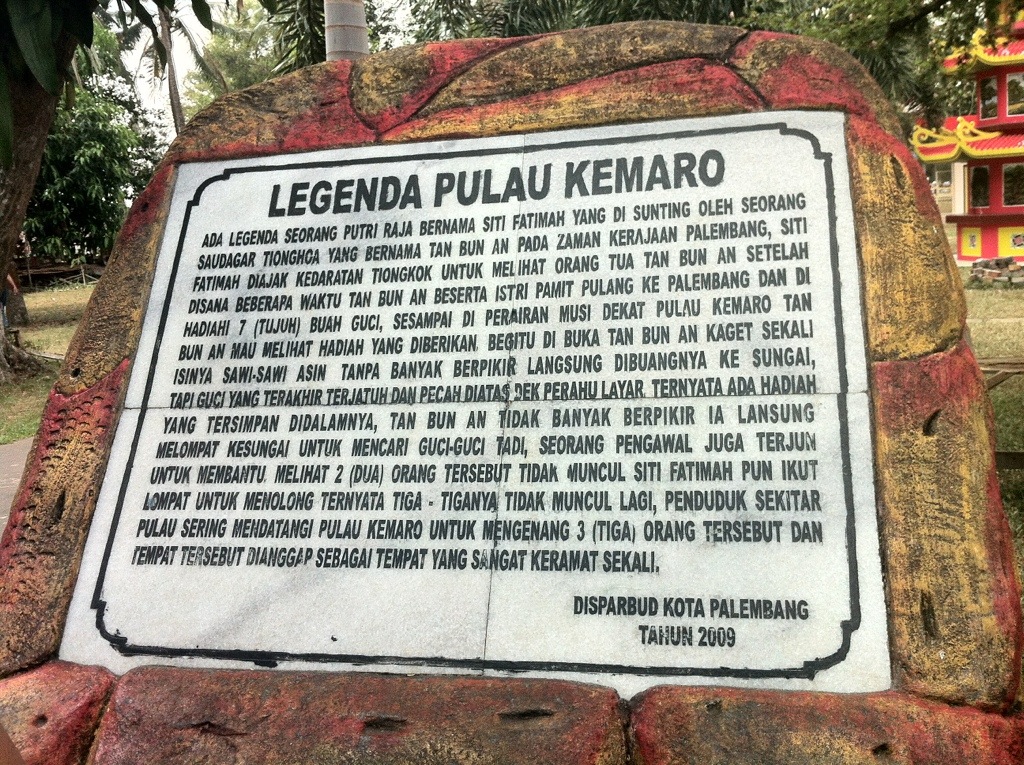 LEGENDA PULAU KEMARO
ADA LEGENDA SEORANG PUTRI RAJA BERNAMA SITI FATIMAH YANG DI SUNTING OLEH SEORANG
SAUDAGAR TIONGHOA YANG BERNAMA TAN BUN AN PADA ZAMAN KERAJAAN PALEMBANG, SITI
FATIMAH DIAJAK KEDARATAN TIONGKOK UNTUK MELIHAT ORANG TUA TAN BUN AN SETELAH
DISANA BEBERAPA WAKTU TAN BUN AN BESERTA ISTRI PAMIT PULANG KE PALEMBANG DAN DI
HADIAHI 7 (TUJUH) BUAH GUCI, SESAMPAI DI PERAIRAN MUSI DEKAT PULAU KEMARO TAN
BUN AN MAU MELIHAT HADIAH YANG DIBERIKAN. BEGITU DI BUKA TAN BUN AN KAGET SEKALI
ISINYA SAWI-SAWI ASIN TANPA BANYAK BERPIKIR LANGSUNG DIBUANGNYA KE SUNGAI,
TAPI GUCI YANG TERAKHIR TERJATUH DAN PECAH DIATAS DEK PERAHU LAYAR. TERNYATA ADA HADIAH
YANG TERSIMPAN DIDALAMNYA, TAN BUN AN TIDAK BANYAK BERPIKIR IA LANSUNG
MELOMPAT KESUNGAI UNTUK MENCARI GUCI-GUCI TADI, SEORANG PENGAWAL JUGA TERJUN
UNTUK MEMBANTU, MELIHAT 2 (DUA) ORANG TERSEBUT TIDAK MUNCUL SITI FATIMAH PUN IKUT
LOMPAT UNTUK MENOLONG TERNYATA TIGA - TIGANYA TIDAK MUNCUL LAGI, PENDUDUK SEKITAR
PULAU SERING MENDATANGI PULAU KEMARO UNTUK MENGENANG 3 (TIGA) ORANG TERSEBUT DAN
TEMPAT TERSEBUT DIANGGAP SEBAGAI TEMPAT YANG SANGAT KERAMAT SEKALI.
DISPARBUD KOTA PALEMBANG
TAHUN 2009